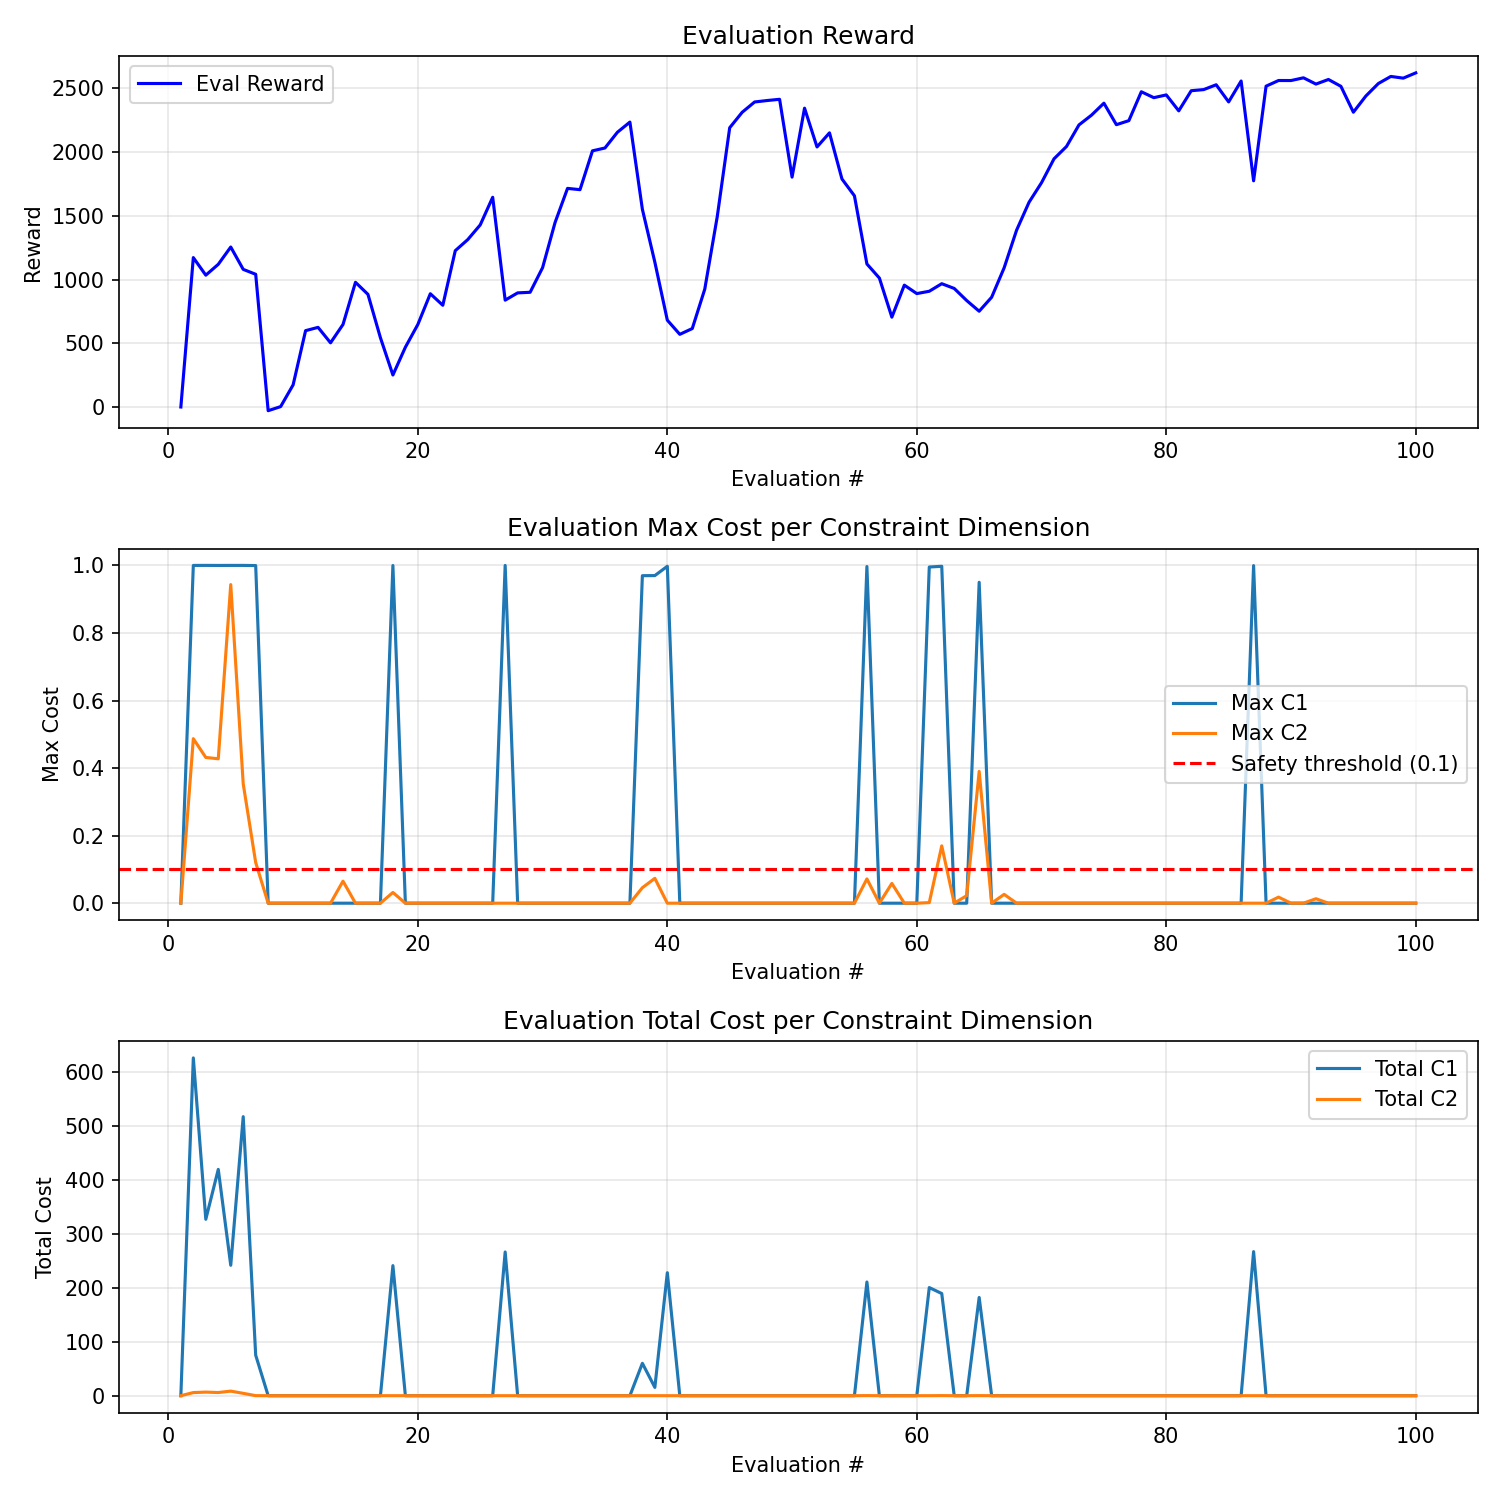 Evaluation Reward
Eval Reward
Reward
2500
2000
1500
1000
500
0
0 20 40 60 80 100
Evaluation #
Evaluation Max Cost per Constraint Dimension
Max Cost
1.0
0.8
0.6
0.4
0.2
0.0
Max C1
Max C2
Safety threshold (0.1)
0 20 40 60 80 100
Evaluation #
Evaluation Total Cost per Constraint Dimension
Total Cost
600
500
400
300
200
100
0
Total C1
Total C2
0 20 40 60 80 100
Evaluation #